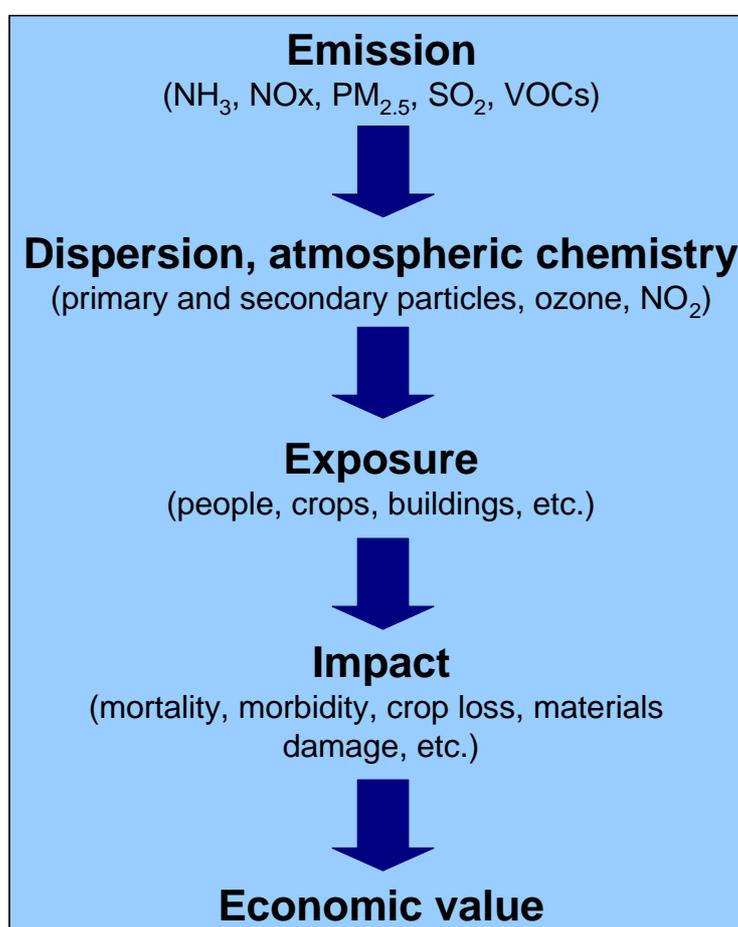 Emission
(NH₃, NOx, PM₂.₅, SO₂, VOCs)
Dispersion, atmospheric chemistry
(primary and secondary particles, ozone, NO₂)
Exposure
(people, crops, buildings, etc.)
Impact
(mortality, morbidity, crop loss, materials
damage, etc.)
Economic value